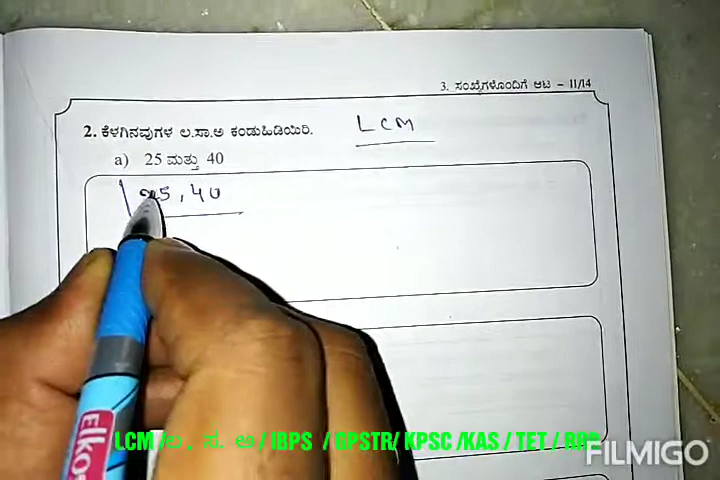 3. ಸಂಖ್ಯೆಗಳೊಂದಿಗೆ ಆಟ – 11/14
2. ಕೆಳಗಿನವುಗಳ ಲ.ಸಾ.ಅ ಕಂಡುಹಿಡಿಯಿರಿ. LCM
a) 25 ಮತ್ತು 40
25, 40
elkos
LCM /ಲ . ಸ. ಅ / IBPS / GPSTR/ KPSC /KAS / TET / RRB
FILMIGO